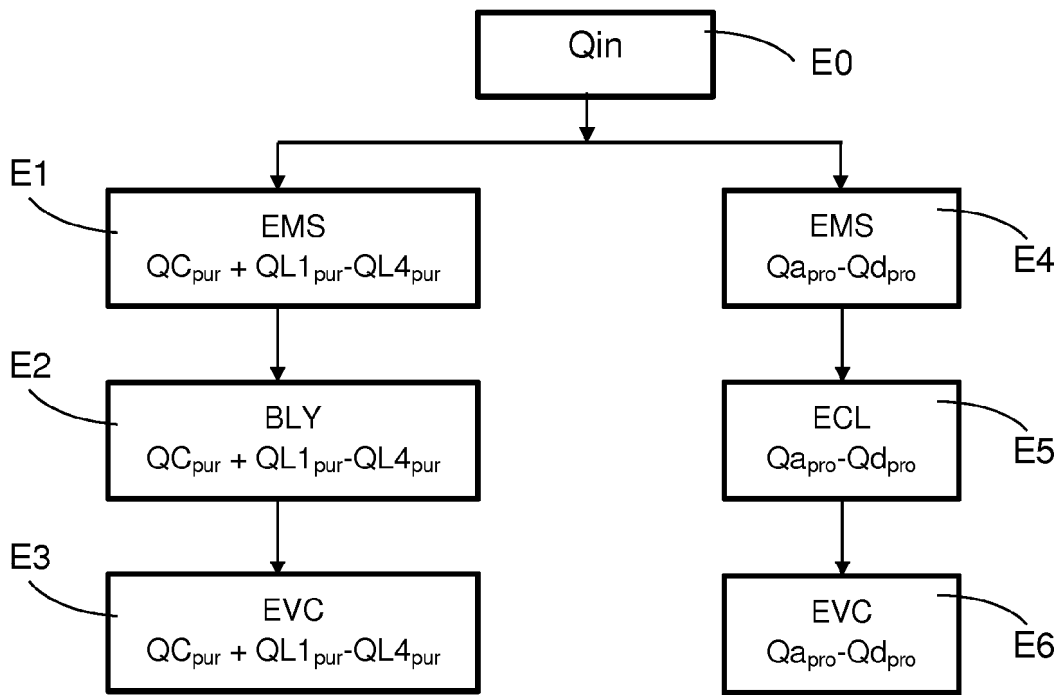 Qin
E0
E1
EMS
QCpur + QL1pur-QL4pur
EMS
Qapro-Qdpro
E4
E2
BLY
QCpur + QL1pur-QL4pur
ECL
Qapro-Qdpro
E5
E3
EVC
QCpur + QL1pur-QL4pur
EVC
Qapro-Qdpro
E6